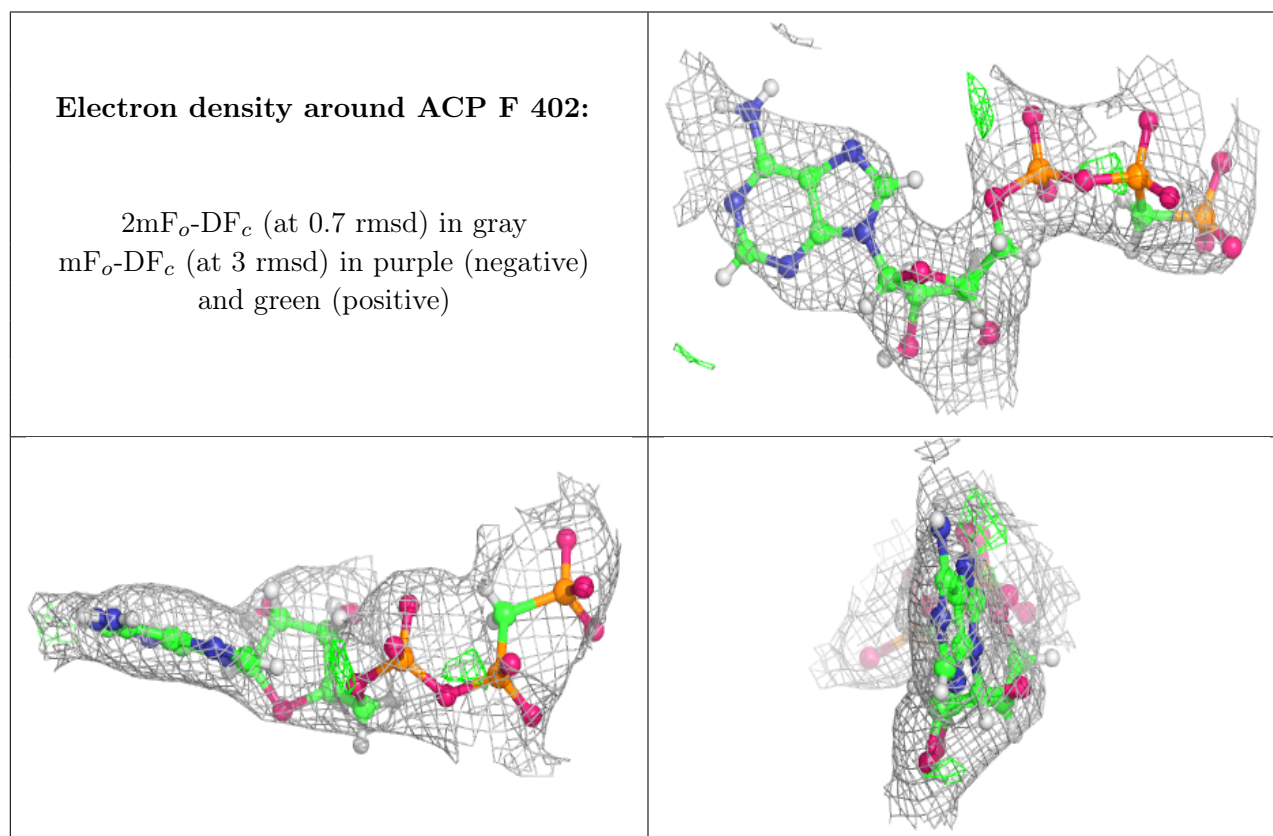 Electron density around ACP F 402:
2mFo-DFc (at 0.7 rmsd) in gray
mFo-DFc (at 3 rmsd) in purple (negative)
and green (positive)